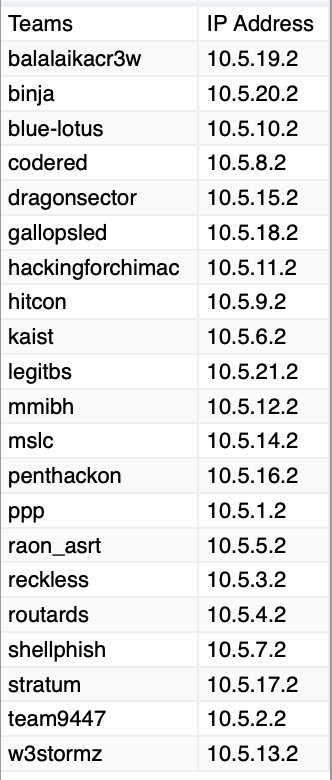 Teams IP Address
balalaikacr3w 10.5.19.2
binja 10.5.20.2
blue-lotus 10.5.10.2
codered 10.5.8.2
dragonsector 10.5.15.2
gallopsled 10.5.18.2
hackingforchimac 10.5.11.2
hitcon 10.5.9.2
kaist 10.5.6.2
legitbs 10.5.21.2
mmibh 10.5.12.2
mslc 10.5.14.2
penthackon 10.5.16.2
ppp 10.5.1.2
raon_asrt 10.5.5.2
reckless 10.5.3.2
routards 10.5.4.2
shellphish 10.5.7.2
stratum 10.5.17.2
team9447 10.5.2.2
w3stormz 10.5.13.2